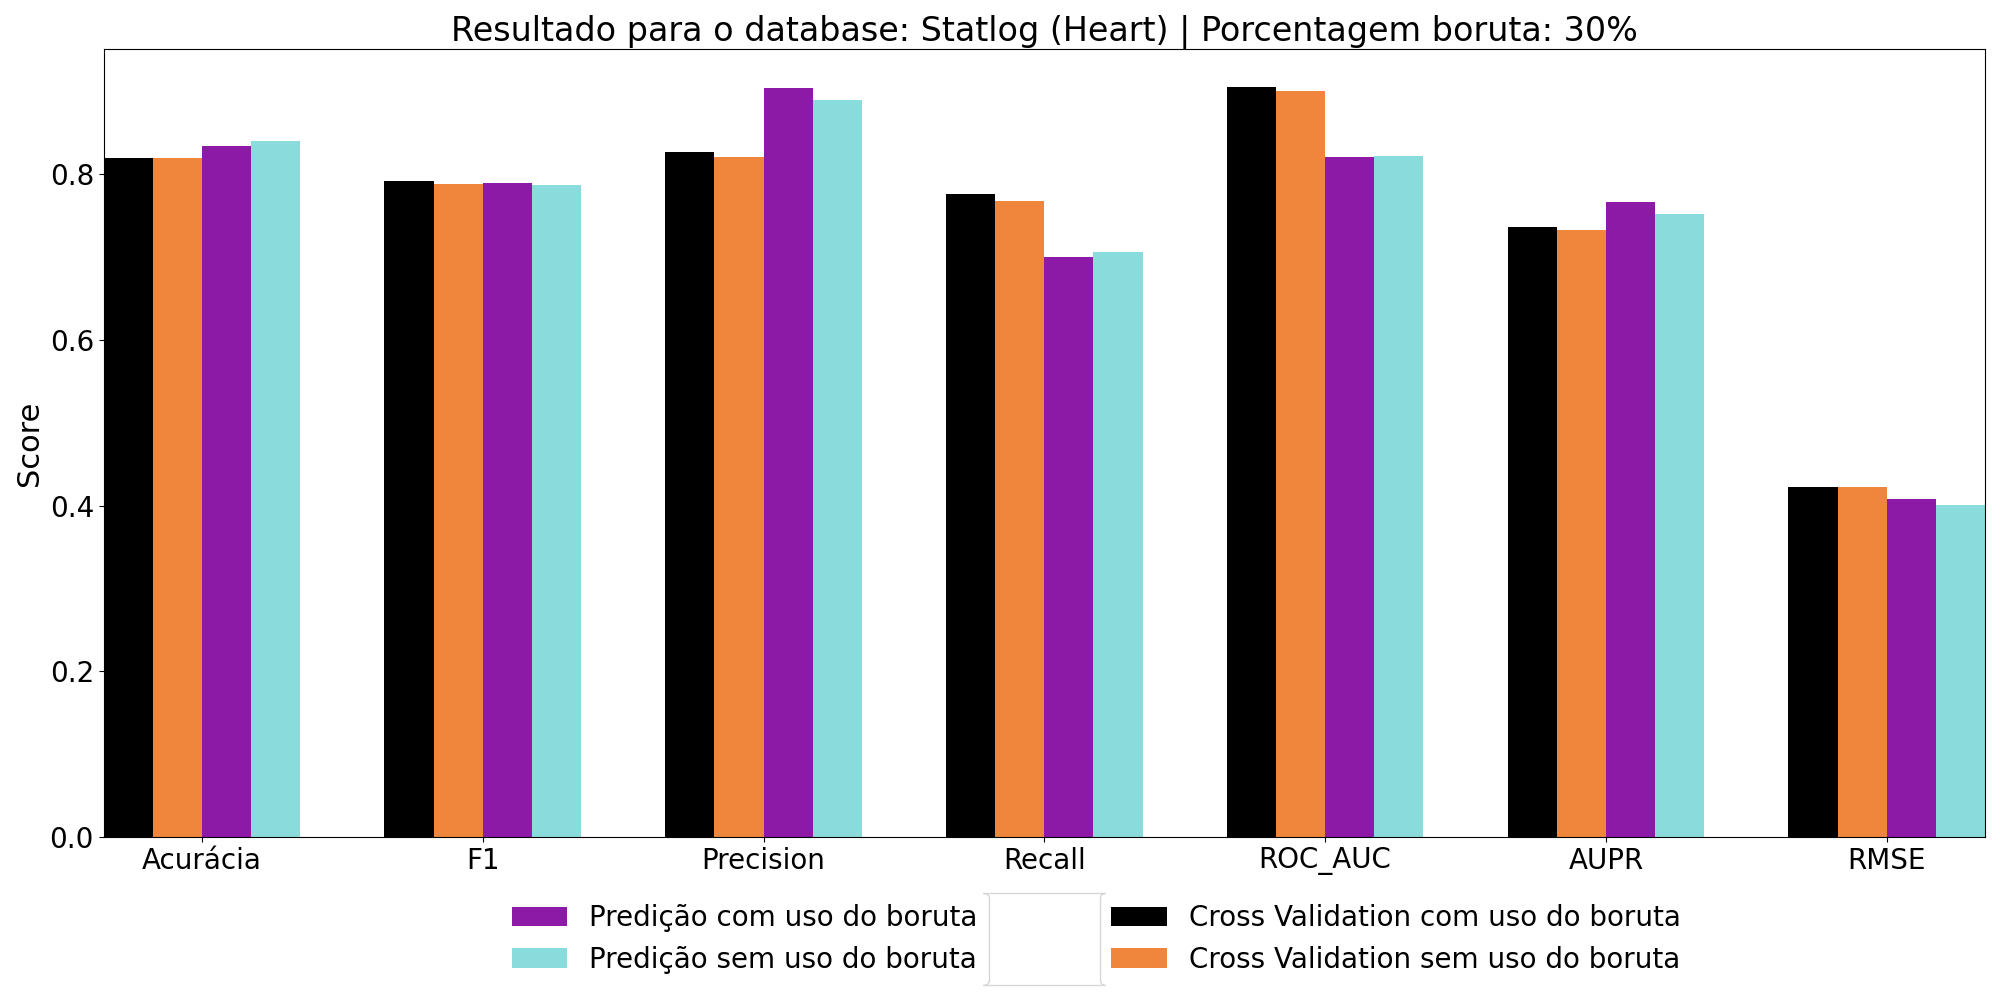 Resultado para o database: Statlog (Heart) | Porcentagem boruta: 30%
Score
0.8
0.6
0.4
0.2
0.0
Acurácia F1 Precision Recall ROC_AUC AUPR RMSE
Predição com uso do boruta
Predição sem uso do boruta
Cross Validation com uso do boruta
Cross Validation sem uso do boruta